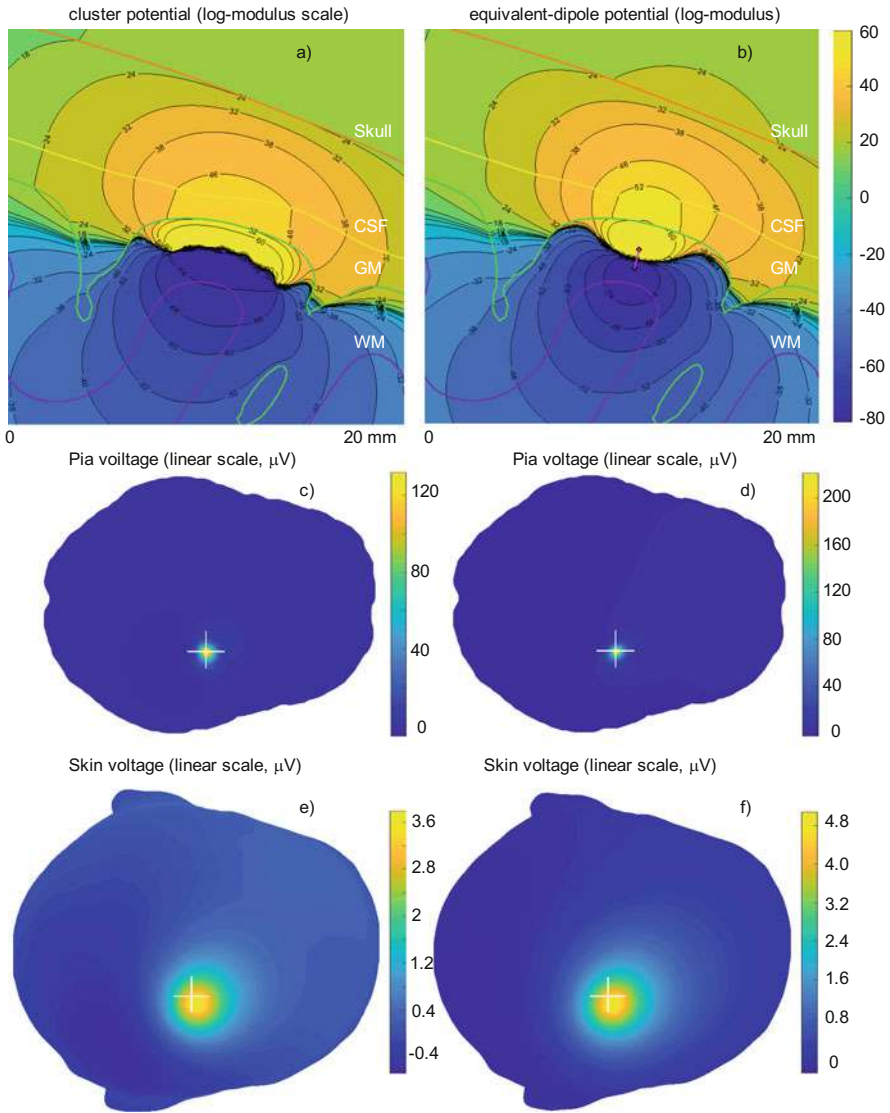 cluster potential (log-modulus scale)
equivalent-dipole potential (log-modulus)
a)
b)
Skull
CSF
GM
WM
Skull
CSF
GM
WM
60
40
20
0
-20
-40
-60
-80
0
20 mm
0
20 mm
Pia voiltage (linear scale, μV)
Pia voltage (linear scale, μV)
c)
d)
120
80
40
0
200
160
120
80
40
0
Skin voltage (linear scale, μV)
Skin voltage (linear scale, μV)
e)
f)
3.6
2.8
2
1.2
0.4
-0.4
4.8
4.0
3.2
2.4
1.6
0.8
0